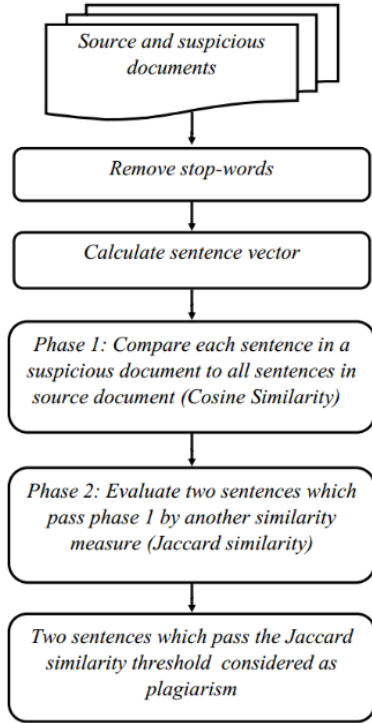 Source and suspicious
documents
Remove stop-words
Calculate sentence vector
Phase 1: Compare each sentence in a
suspicious document to all sentences in
source document (Cosine Similarity)
Phase 2: Evaluate two sentences which
pass phase 1 by another similarity
measure (Jaccard similarity)
Two sentences which pass the Jaccard
similarity threshold considered as
plagiarism